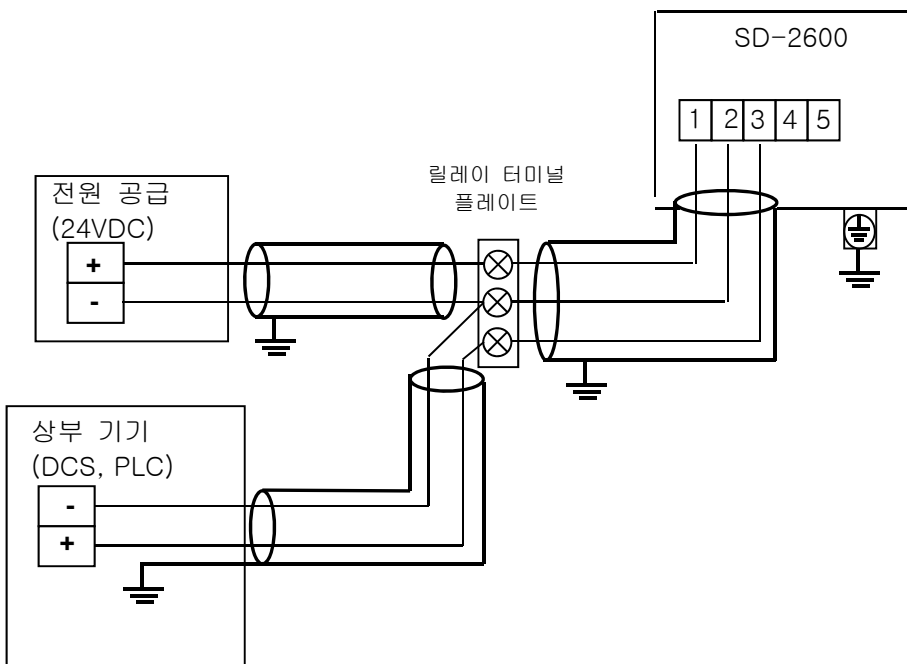 SD-2600
1 2 3 4 5
릴레이 터미널
플레이트
전원 공급
(24VDC)
+
-
상부 기기
(DCS, PLC)
-
+